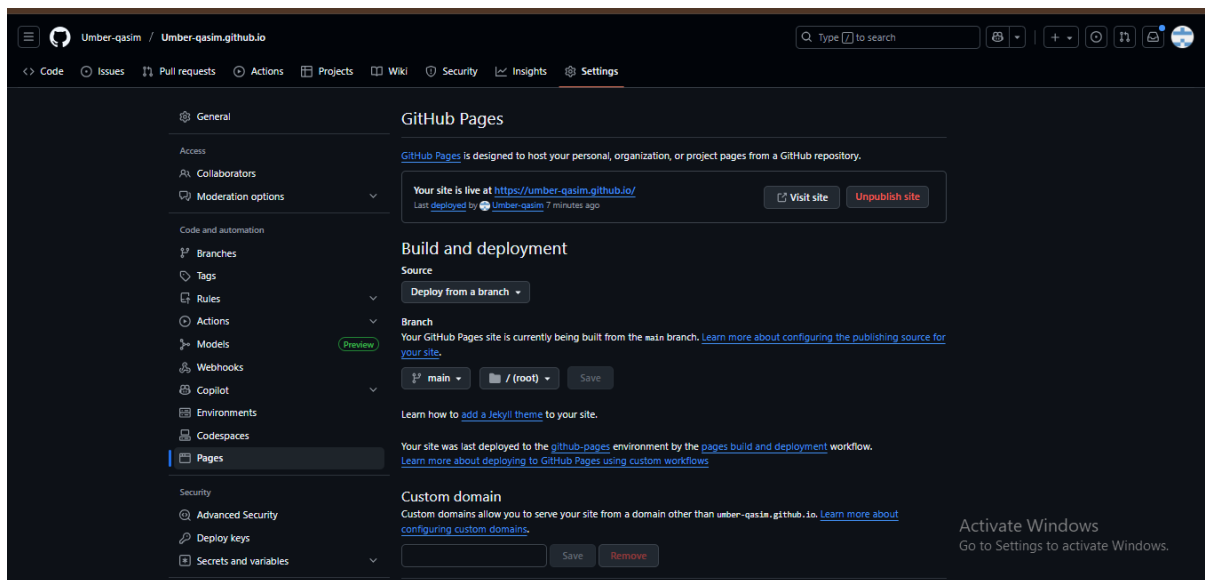 Umber-qasim / Umber-qasim.github.io
Type / to search
Code Issues Pull requests Actions Projects Wiki Security Insights Settings
General
Access
Collaborators
Moderation options
Code and automation
Branches
Tags
Rules
Actions
Models Preview
Webhooks
Copilot
Environments
Codespaces
Pages
Security
Advanced Security
Deploy keys
Secrets and variables
GitHub Pages
GitHub Pages is designed to host your personal, organization, or project pages from a GitHub repository.
Your site is live at https://umber-qasim.github.io/
Last deployed by Umber-qasim 7 minutes ago
Visit site
Unpublish site
Build and deployment
Source
Deploy from a branch
Branch
Your GitHub Pages site is currently being built from the main branch. Learn more about configuring the publishing source for
your site.
main / (root) Save
Learn how to add a Jekyll theme to your site.
Your site was last deployed to the github-pages environment by the pages build and deployment workflow.
Learn more about deploying to GitHub Pages using custom workflows
Custom domain
Custom domains allow you to serve your site from a domain other than umber-qasim.github.io. Learn more about
configuring custom domains.
Save Remove
Activate Windows
Go to Settings to activate Windows.